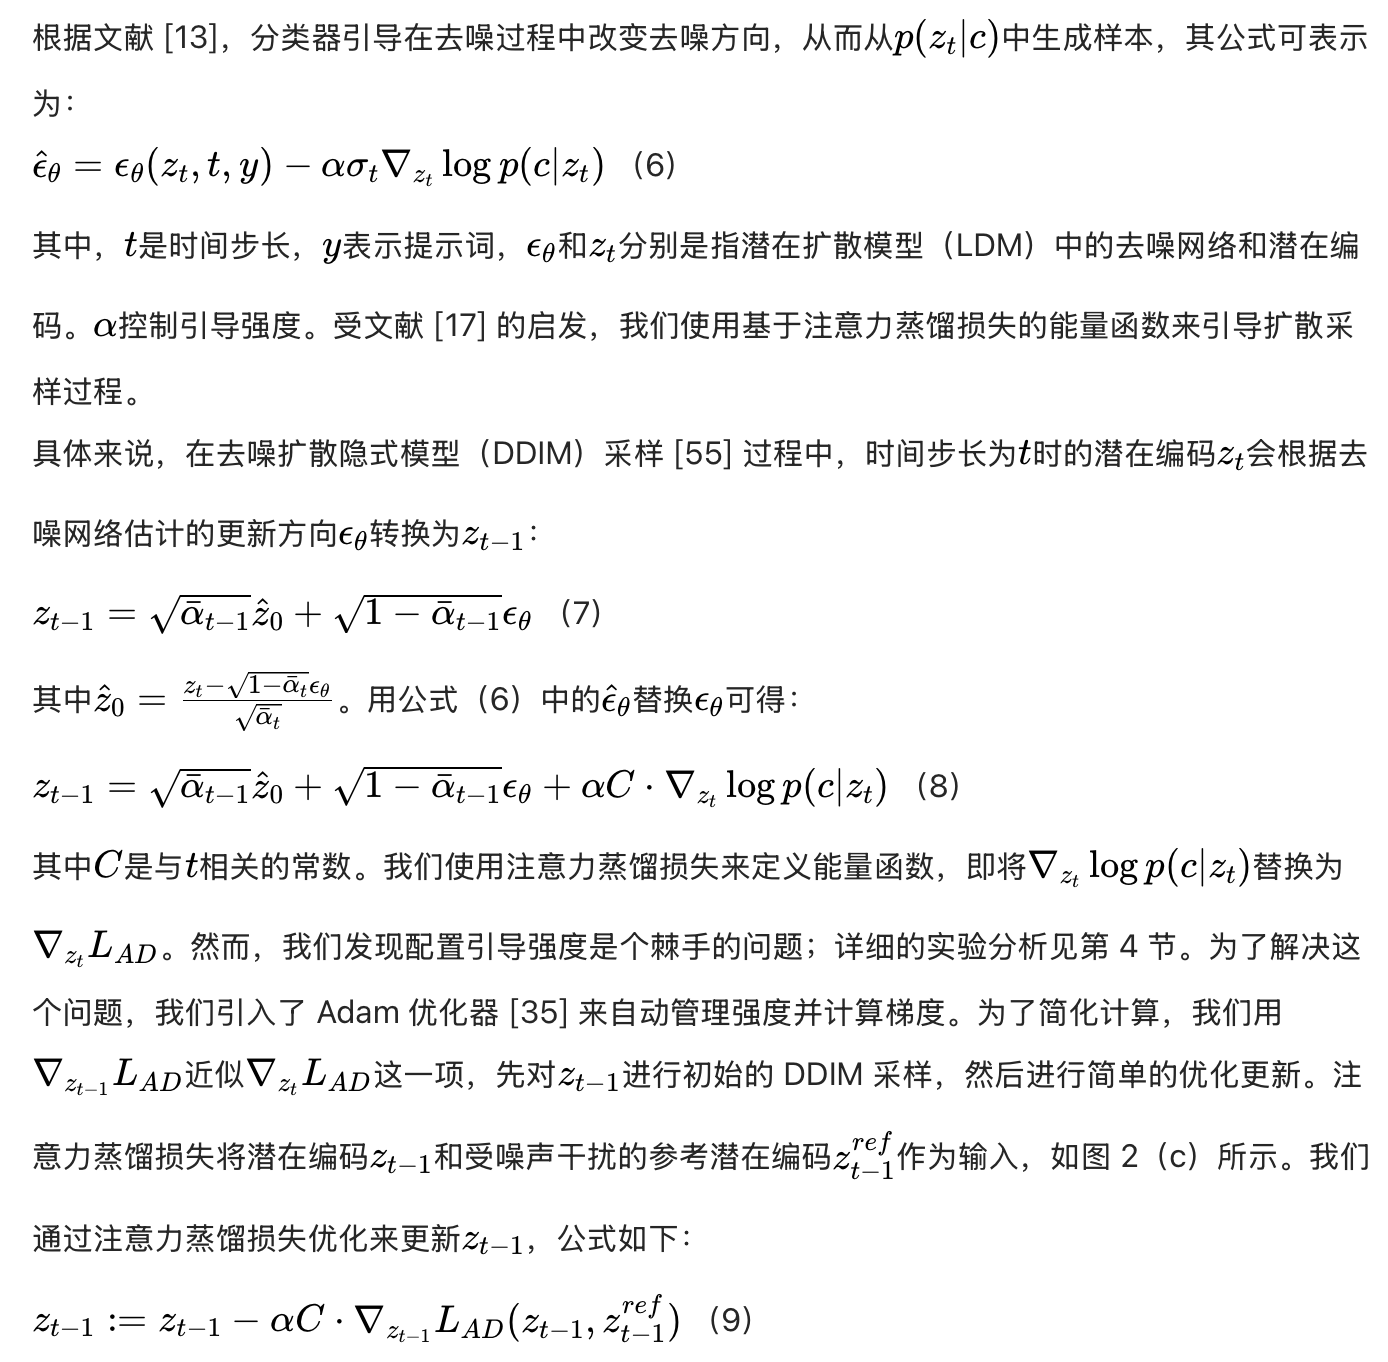 根据文献 [13]，分类器引导在去噪过程中改变去噪方向，从而从$p(z_t|c)$中生成样本，其公式可表示
为：
$\hat{\epsilon}_\theta = \epsilon_\theta(z_t, t, y) - \alpha\sigma_t\nabla_{z_t}\log p(c|z_t)$（6）
其中，$t$是时间步长，$y$表示提示词，$\epsilon_\theta$和$z_t$分别是指潜在扩散模型（LDM）中的去噪网络和潜在编
码。$\alpha$控制引导强度。受文献 [17] 的启发，我们使用基于注意力蒸馏损失的能量函数来引导扩散采
样过程。
具体来说，在去噪扩散隐式模型（DDIM）采样 [55] 过程中，时间步长为$t$时的潜在编码$z_t$会根据去
噪网络估计的更新方向$\epsilon_\theta$转换为$z_{t-1}$：
$z_{t-1} = \sqrt{\bar{\alpha}_{t-1}}\hat{z}_0 + \sqrt{1-\bar{\alpha}_{t-1}}\epsilon_\theta$（7）
其中$\hat{z}_0 = \frac{z_t-\sqrt{1-\bar{\alpha}_t}\epsilon_\theta}{\sqrt{\bar{\alpha}_t}}$。用公式（6）中的$\hat{\epsilon}_\theta$替换$\epsilon_\theta$可得：
$z_{t-1} = \sqrt{\bar{\alpha}_{t-1}}\hat{z}_0 + \sqrt{1-\bar{\alpha}_{t-1}}\epsilon_\theta + \alpha C \cdot \nabla_{z_t}\log p(c|z_t)$（8）
其中$C$是与$t$相关的常数。我们使用注意力蒸馏损失来定义能量函数，即将$\nabla_{z_t}\log p(c|z_t)$替换为
$\nabla_{z_t}L_{AD}$。然而，我们发现配置引导强度是个棘手的问题；详细的实验分析见第 4 节。为了解决这
个问题，我们引入了 Adam 优化器 [35] 来自动管理强度并计算梯度。为了简化计算，我们用
$\nabla_{z_{t-1}}L_{AD}$近似$\nabla_{z_t}L_{AD}$这一项，先对$z_{t-1}$进行初始的 DDIM 采样，然后进行简单的优化更新。注
意力蒸馏损失将潜在编码$z_{t-1}$和受噪声干扰的参考潜在编码$z_{t-1}^{ref}$作为输入，如图 2（c）所示。我们
通过注意力蒸馏损失优化来更新$z_{t-1}$，公式如下：
$z_{t-1} := z_{t-1} - \alpha C \cdot \nabla_{z_{t-1}}L_{AD}(z_{t-1}, z_{t-1}^{ref})$（9）